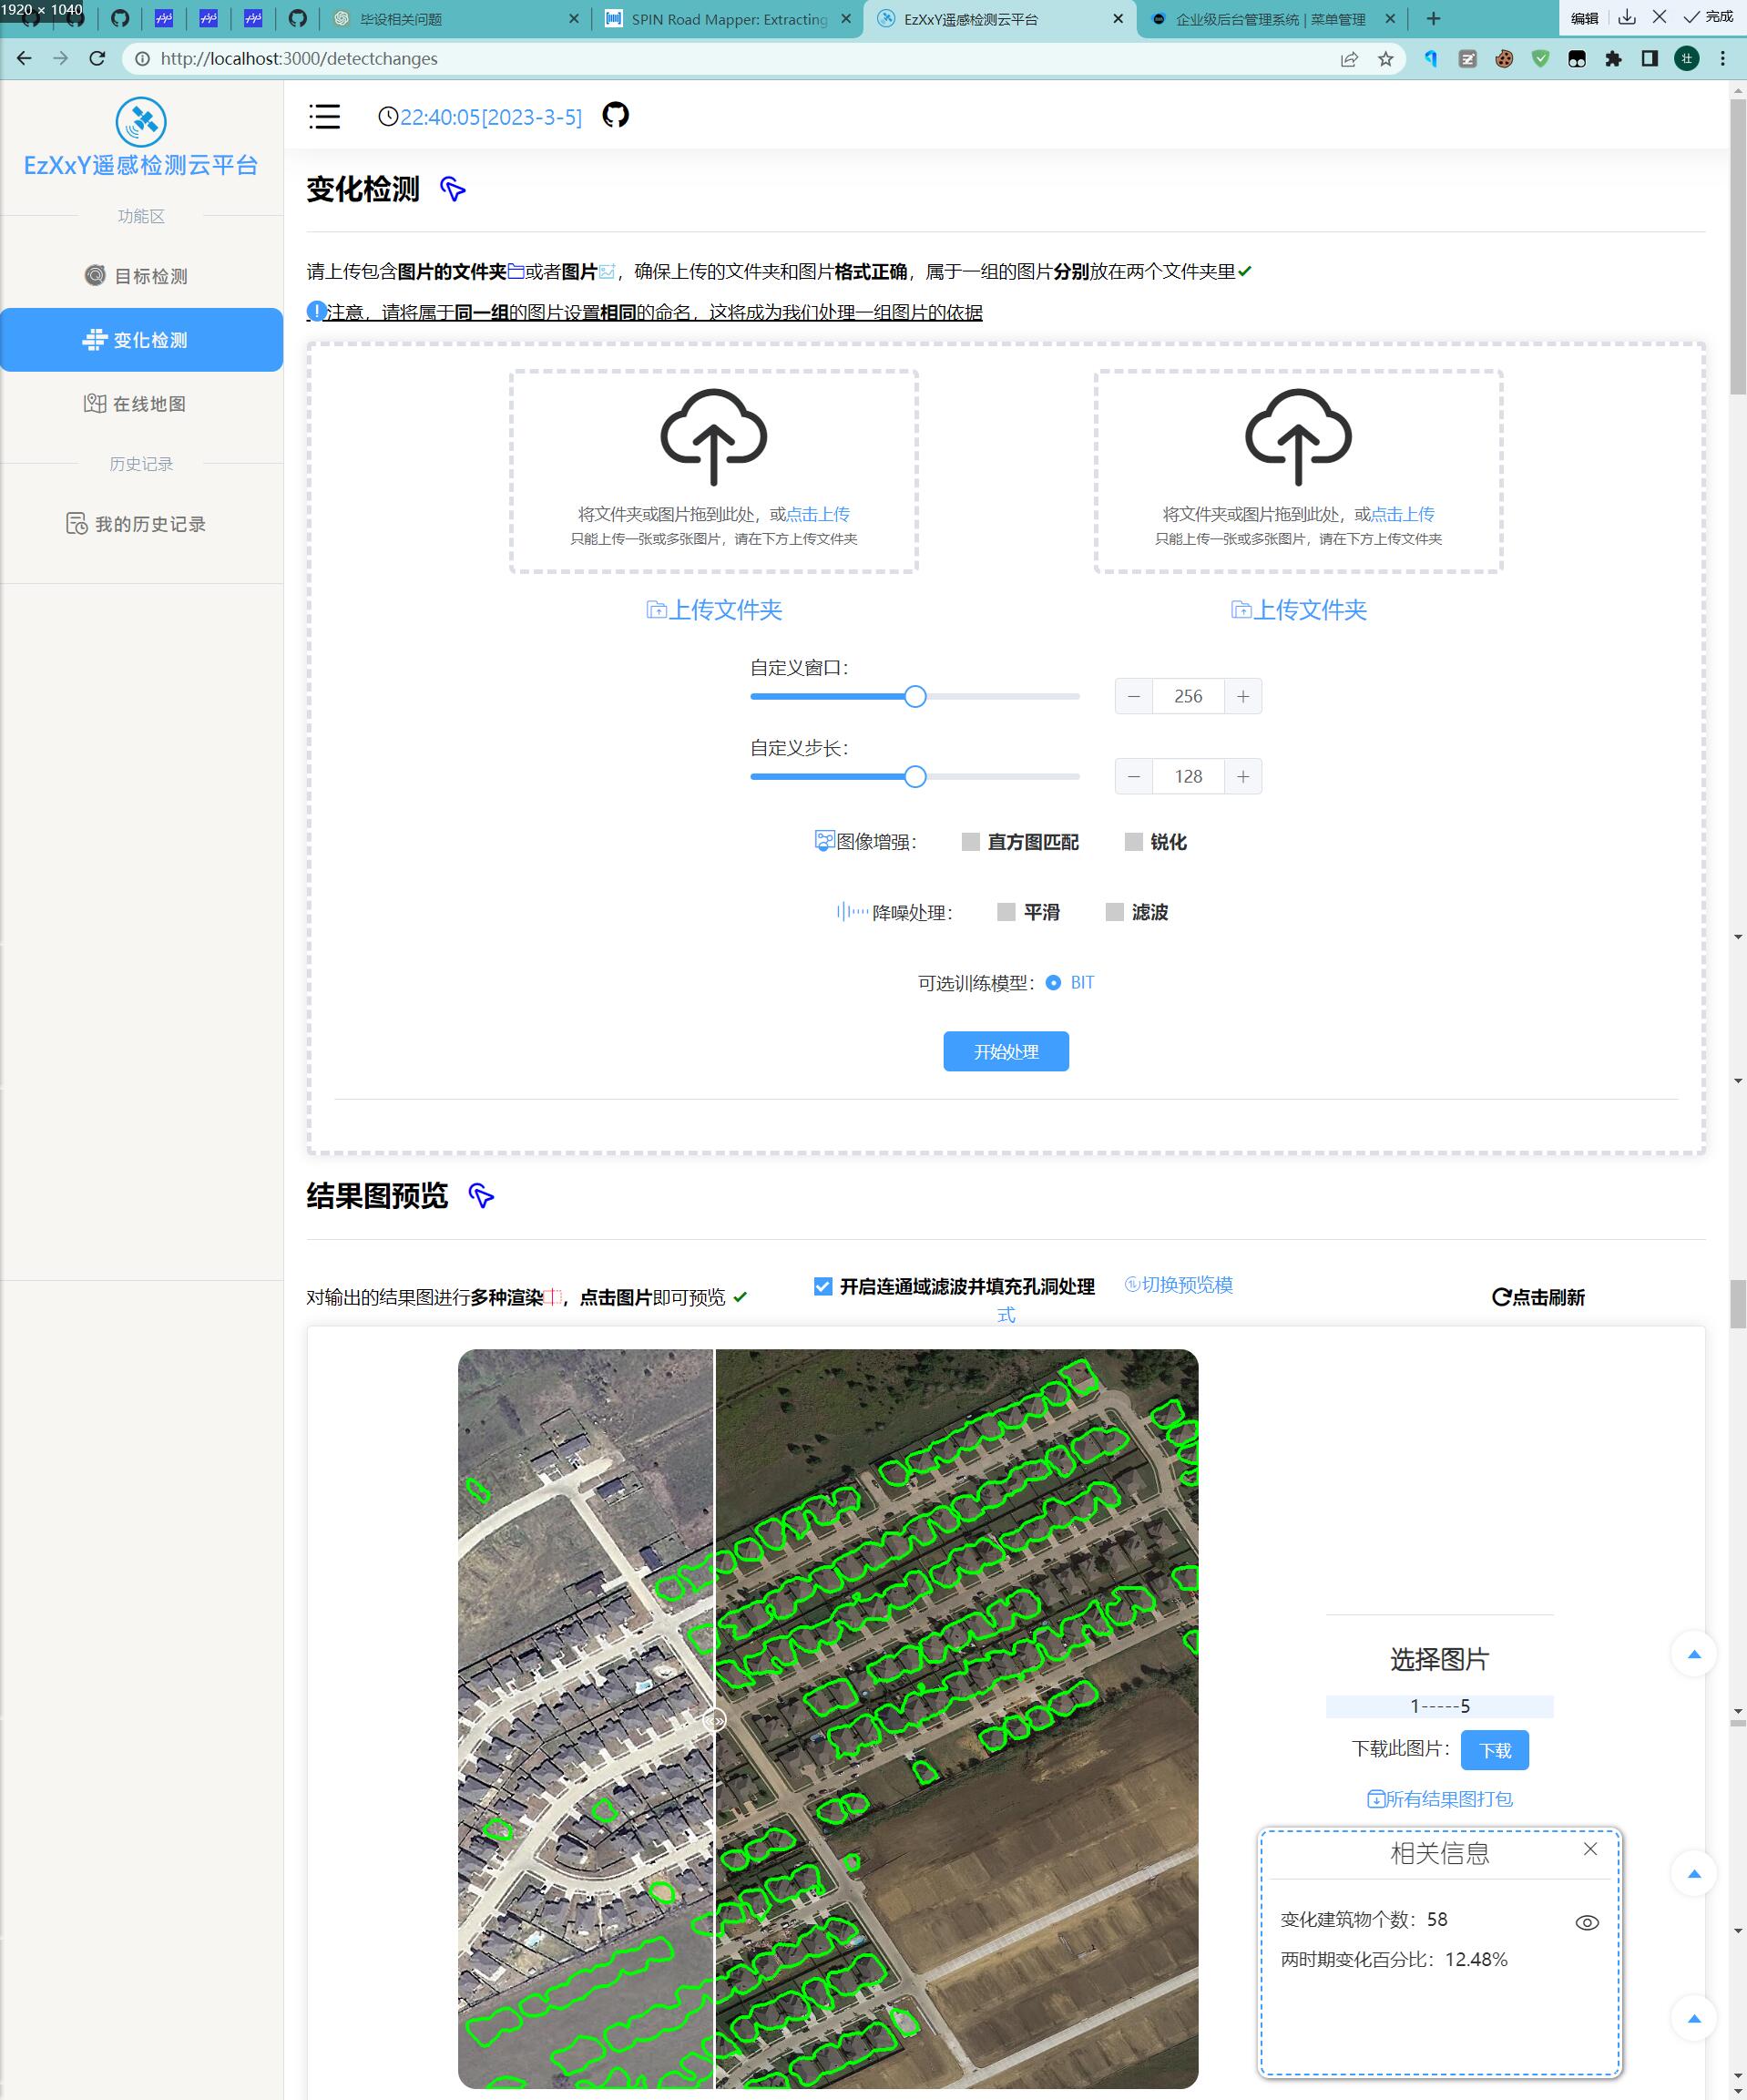 1920 × 1040
毕设相关问题
SPIN Road Mapper: Extracting
EzXxY遥感检测云平台
企业级后台管理系统 | 菜单管理
编辑
完成
http://localhost:3000/detectchanges
壮
EzXxY遥感检测云平台
功能区
目标检测
变化检测
在线地图
历史记录
我的历史记录
22:40:05[2023-3-5]
变化检测
请上传包含图片的文件夹或者图片，确保上传的文件夹和图片格式正确，属于一组的图片分别放在两个文件夹里
注意，请将属于同一组的图片设置相同的命名，这将成为我们处理一组图片的依据
将文件夹或图片拖到此处，或点击上传
只能上传一张或多张图片，请在下方上传文件夹
上传文件夹
将文件夹或图片拖到此处，或点击上传
只能上传一张或多张图片，请在下方上传文件夹
上传文件夹
自定义窗口：
256
自定义步长：
128
图像增强： 直方图匹配 锐化
降噪处理： 平滑 滤波
可选训练模型： BIT
开始处理
结果图预览
对输出的结果图进行多种渲染，点击图片即可预览
开启连通域滤波并填充孔洞处理 切换预览模
式
点击刷新
选择图片
1-----5
下载此图片： 下载
所有结果图打包
相关信息
变化建筑物个数：58
两时期变化百分比：12.48%